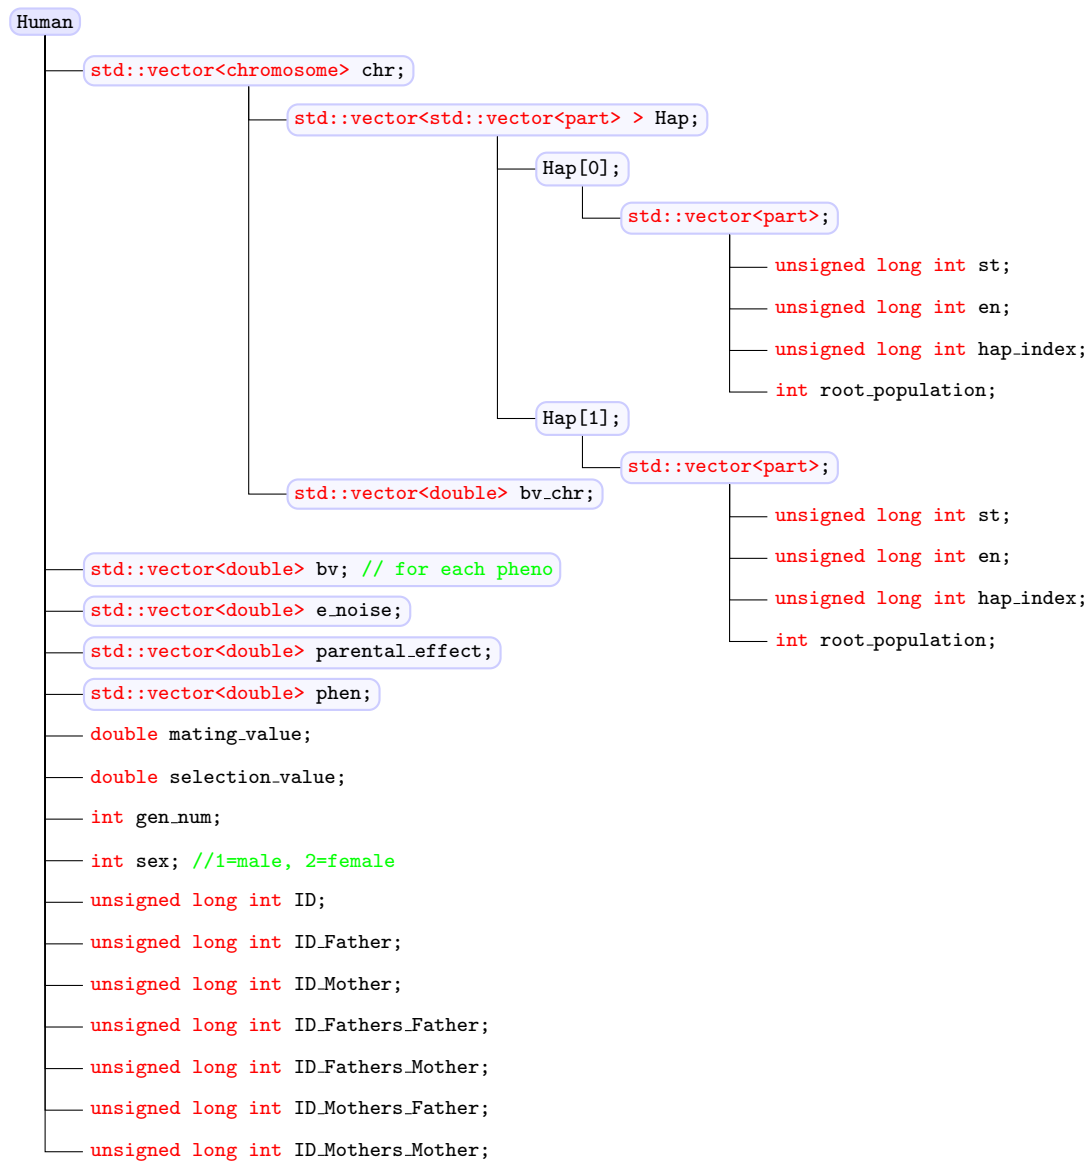 Human
std::vector<chromosome> chr;
std::vector<std::vector<part> > Hap;
Hap[0];
std::vector<part>;
unsigned long int st;
unsigned long int en;
unsigned long int hap_index;
int root_population;
Hap[1];
std::vector<part>;
unsigned long int st;
unsigned long int en;
unsigned long int hap_index;
int root_population;
std::vector<double> bv_chr;
std::vector<double> bv; // for each pheno
std::vector<double> e_noise;
std::vector<double> parental_effect;
std::vector<double> phen;
double mating_value;
double selection_value;
int gen_num;
int sex; //1=male, 2=female
unsigned long int ID;
unsigned long int ID_Father;
unsigned long int ID_Mother;
unsigned long int ID_Fathers_Father;
unsigned long int ID_Fathers_Mother;
unsigned long int ID_Mothers_Father;
unsigned long int ID_Mothers_Mother;